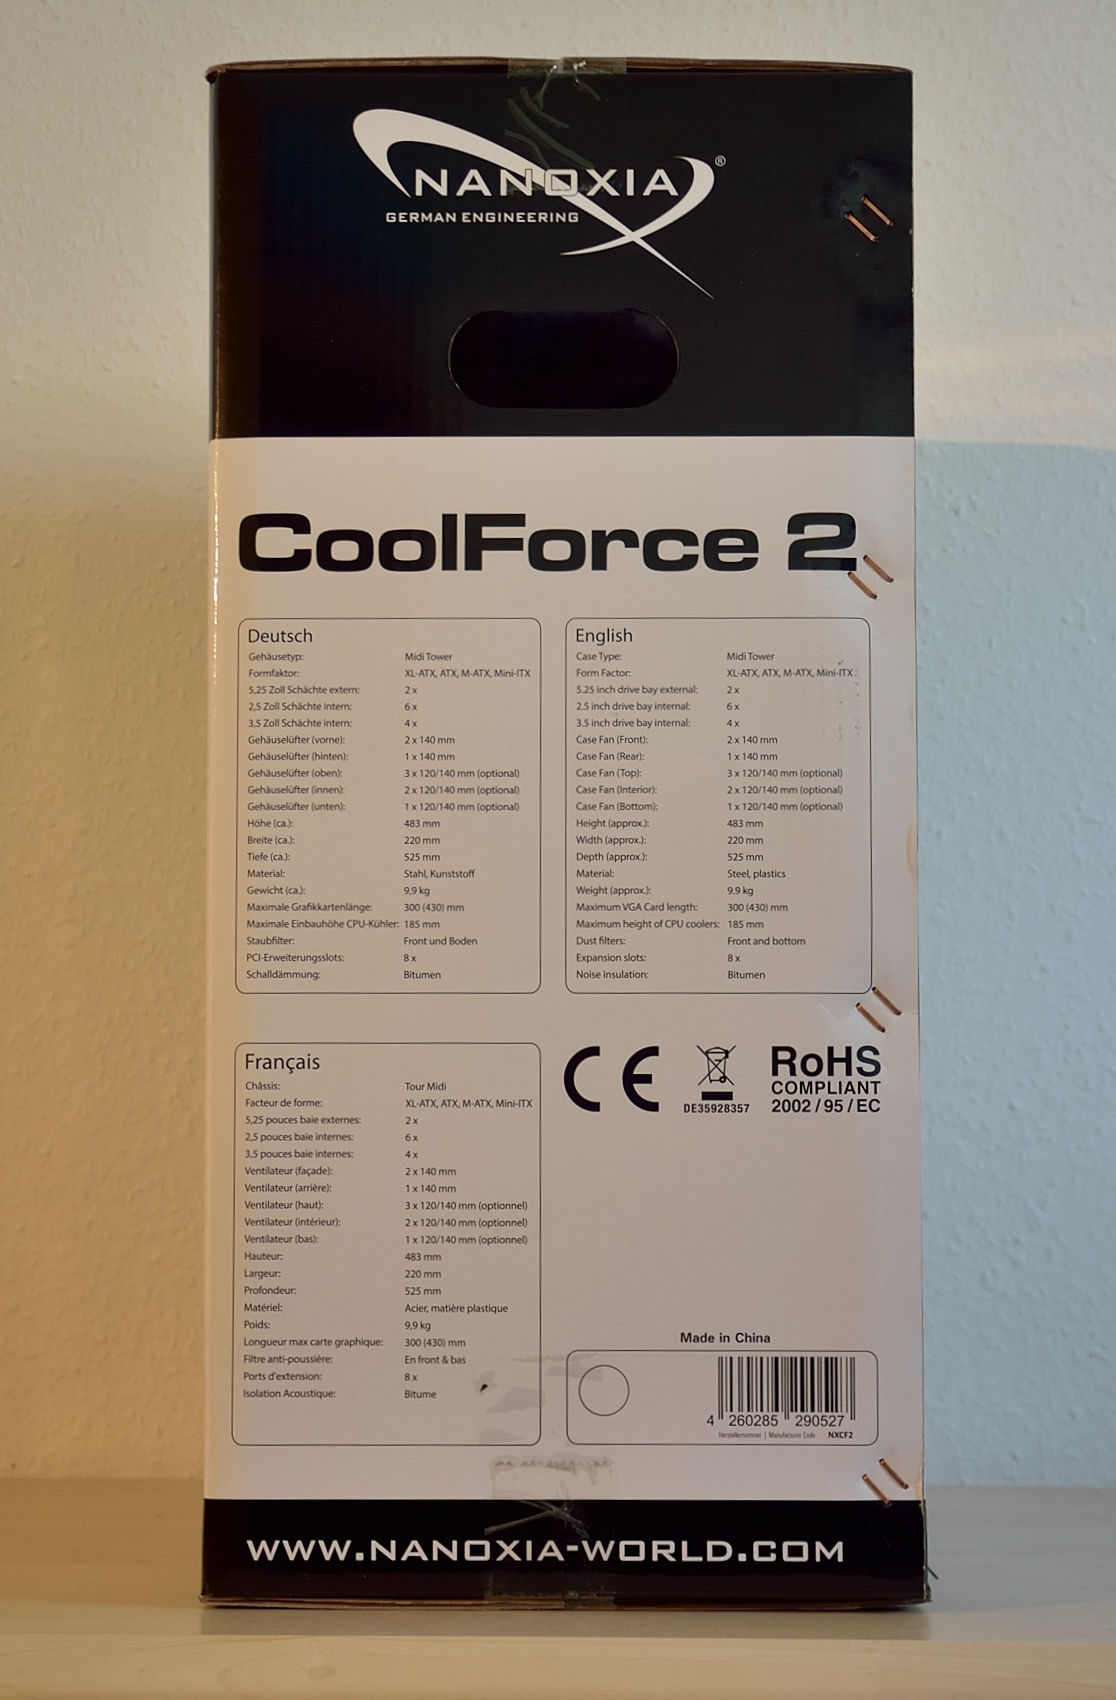 NANOXIA®
GERMAN ENGINEERING
CoolForce 2
Deutsch
Gehäusetyp: Midi Tower
Formfaktor: XL-ATX, ATX, M-ATX, Mini-ITX
5,25 Zoll Schächte extern: 2 x
2,5 Zoll Schächte intern: 6 x
3,5 Zoll Schächte intern: 4 x
Gehäuselüfter (vorne): 2 x 140 mm
Gehäuselüfter (hinten): 1 x 140 mm
Gehäuselüfter (oben): 3 x 120/140 mm (optional)
Gehäuselüfter (innen): 2 x 120/140 mm (optional)
Gehäuselüfter (unten): 1 x 120/140 mm (optional)
Höhe (ca.): 483 mm
Breite (ca.): 220 mm
Tiefe (ca.): 525 mm
Material: Stahl, Kunststoff
Gewicht (ca.): 9,9 kg
Maximale Grafikkartenlänge: 300 (430) mm
Maximale Einbauhöhe CPU-Kühler: 185 mm
Staubfilter: Front und Boden
PCI-Erweiterungsslots: 8 x
Schalldämmung: Bitumen
English
Case Type: Midi Tower
Form Factor: XL-ATX, ATX, M-ATX, Mini-ITX
5.25 inch drive bay external: 2 x
2.5 inch drive bay internal: 6 x
3.5 inch drive bay internal: 4 x
Case Fan (Front): 2 x 140 mm
Case Fan (Rear): 1 x 140 mm
Case Fan (Top): 3 x 120/140 mm (optional)
Case Fan (Interior): 2 x 120/140 mm (optional)
Case Fan (Bottom): 1 x 120/140 mm (optional)
Height (approx.): 483 mm
Width (approx.): 220 mm
Depth (approx.): 525 mm
Material: Steel, plastics
Weight (approx.): 9.9 kg
Maximum VGA Card length: 300 (430) mm
Maximum height of CPU coolers: 185 mm
Dust filters: Front and bottom
Expansion slots: 8 x
Noise insulation: Bitumen
Français
Châssis: Tour Midi
Facteur de forme: XL-ATX, ATX, M-ATX, Mini-ITX
5,25 pouces baie externes: 2 x
2,5 pouces baie internes: 6 x
3,5 pouces baie internes: 4 x
Ventilateur (façade): 2 x 140 mm
Ventilateur (arrière): 1 x 140 mm
Ventilateur (haut): 3 x 120/140 mm (optionnel)
Ventilateur (intérieur): 2 x 120/140 mm (optionnel)
Ventilateur (bas): 1 x 120/140 mm (optionnel)
Hauteur: 483 mm
Largeur: 220 mm
Profondeur: 525 mm
Matériel: Acier, matière plastique
Poids: 9,9 kg
Longueur max carte graphique: 300 (430) mm
Filtre anti-poussière: En front & bas
Ports d'extension: 8 x
Isolation Acoustique: Bitume
CE
DE35928357
RoHS
COMPLIANT
2002/95/EC
Made in China
4 260285 290527
Herstellernummer | Manufacturer Code NXCF2
WWW.NANOXIA-WORLD.COM